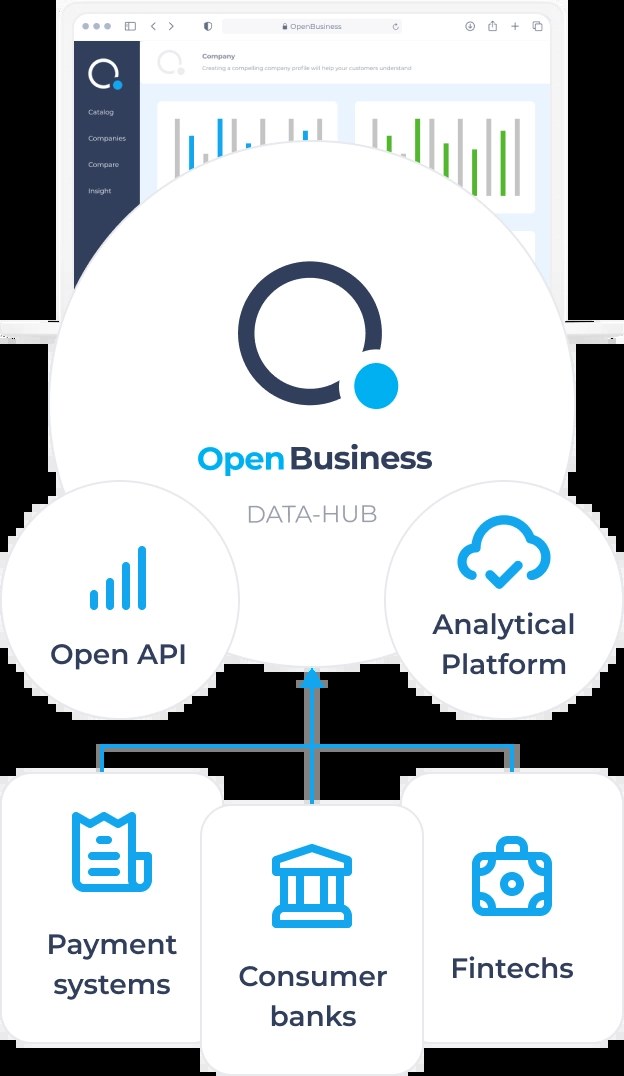 OpenBusiness
Company
Creating a compelling company profile will help your customers understand
Catalog
Companies
Compare
Insight
Open Business
DATA-HUB
Open API
Analytical
Platform
Payment
systems
Consumer
banks
Fintechs